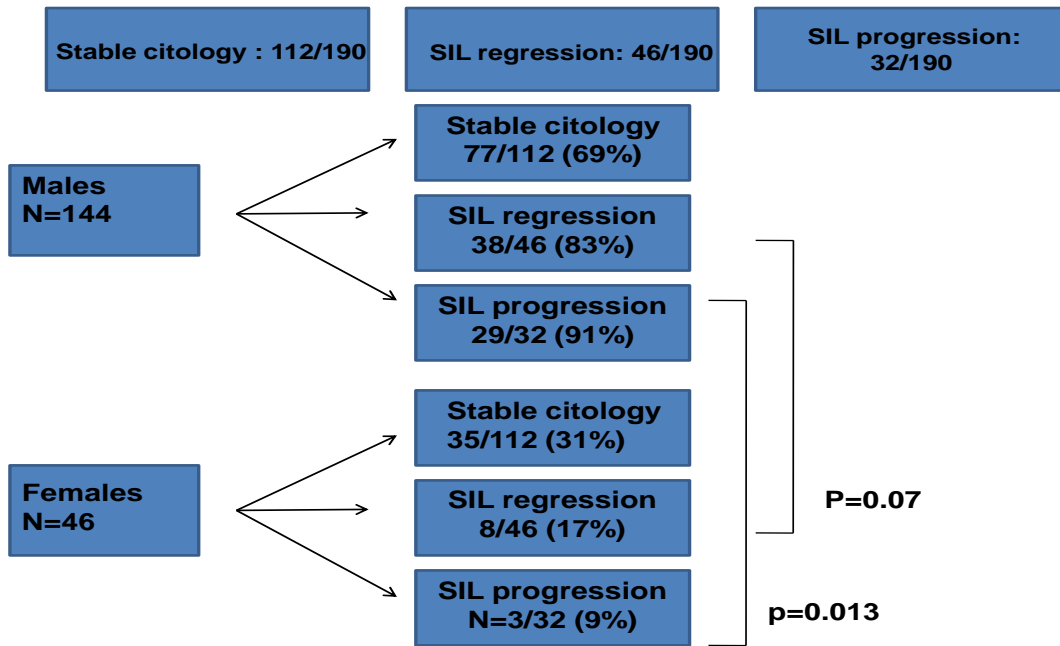 Stable citology : 112/190
SIL regression: 46/190
SIL progression:
32/190
Stable citology
77/112 (69%)
Males
N=144
SIL regression
38/46 (83%)
SIL progression
29/32 (91%)
Stable citology
35/112 (31%)
Females
N=46
SIL regression
8/46 (17%)
P=0.07
SIL progression
N=3/32 (9%)
p=0.013